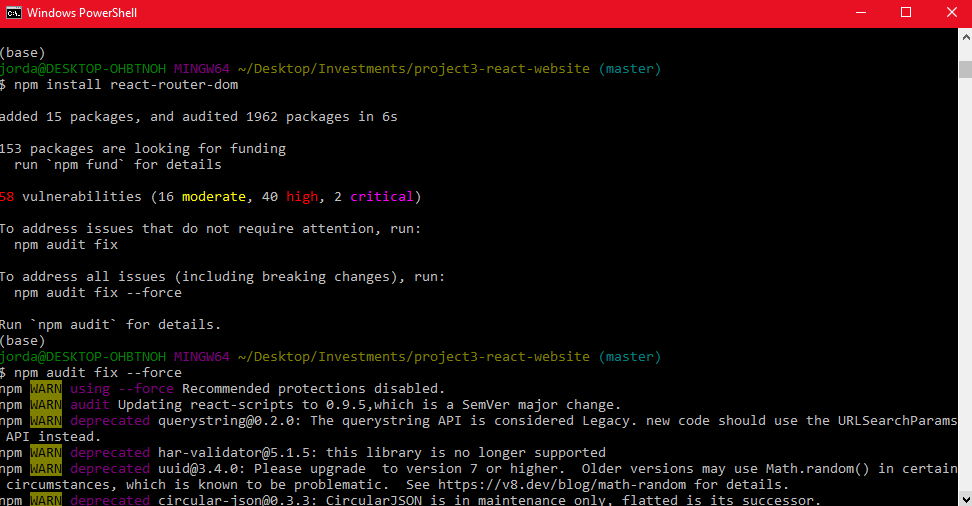 Windows PowerShell
(base)
jorda@DESKTOP-OHBTNOH MINGW64 ~/Desktop/Investments/project3-react-website (master)
$ npm install react-router-dom
added 15 packages, and audited 1962 packages in 6s
153 packages are looking for funding
run `npm fund` for details
58 vulnerabilities (16 moderate, 40 high, 2 critical)
To address issues that do not require attention, run:
npm audit fix
To address all issues (including breaking changes), run:
npm audit fix --force
Run `npm audit` for details.
(base)
jorda@DESKTOP-OHBTNOH MINGW64 ~/Desktop/Investments/project3-react-website (master)
$ npm audit fix --force
npm WARN using --force Recommended protections disabled.
npm WARN audit Updating react-scripts to 0.9.5,which is a SemVer major change.
npm WARN deprecated querystring@0.2.0: The querystring API is considered Legacy. new code should use the URLSearchParams
API instead.
npm WARN deprecated har-validator@5.1.5: this library is no longer supported
npm WARN deprecated uuid@3.4.0: Please upgrade  to version 7 or higher.  Older versions may use Math.random() in certain
circumstances, which is known to be problematic.  See https://v8.dev/blog/math-random for details.
npm WARN deprecated circular-json@0.3.3: CircularJSON is in maintenance only, flatted is its successor.